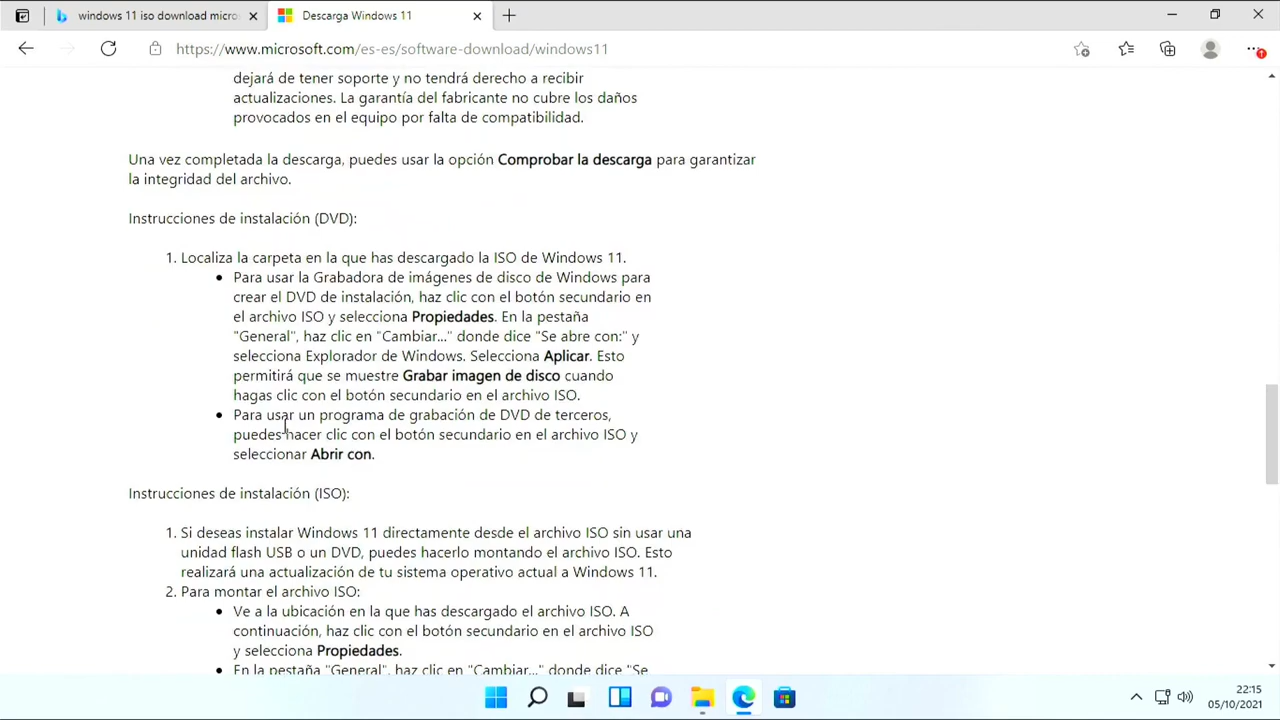 windows 11 iso download micros
Descarga Windows 11
https://www.microsoft.com/es-es/software-download/windows11
dejará de tener soporte y no tendrá derecho a recibir
actualizaciones. La garantía del fabricante no cubre los daños
provocados en el equipo por falta de compatibilidad.
Una vez completada la descarga, puedes usar la opción Comprobar la descarga para garantizar
la integridad del archivo.
Instrucciones de instalación (DVD):
1. Localiza la carpeta en la que has descargado la ISO de Windows 11.
• Para usar la Grabadora de imágenes de disco de Windows para
crear el DVD de instalación, haz clic con el botón secundario en
el archivo ISO y selecciona Propiedades. En la pestaña
"General", haz clic en "Cambiar..." donde dice "Se abre con:" y
selecciona Explorador de Windows. Selecciona Aplicar. Esto
permitirá que se muestre Grabar imagen de disco cuando
hagas clic con el botón secundario en el archivo ISO.
• Para usar un programa de grabación de DVD de terceros,
puedes hacer clic con el botón secundario en el archivo ISO y
seleccionar Abrir con.
Instrucciones de instalación (ISO):
1. Si deseas instalar Windows 11 directamente desde el archivo ISO sin usar una
unidad flash USB o un DVD, puedes hacerlo montando el archivo ISO. Esto
realizará una actualización de tu sistema operativo actual a Windows 11.
2. Para montar el archivo ISO:
• Ve a la ubicación en la que has descargado el archivo ISO. A
continuación, haz clic con el botón secundario en el archivo ISO
y selecciona Propiedades.
• En la pestaña "General", haz clic en "Cambiar..." donde dice "Se
22:15
05/10/2021